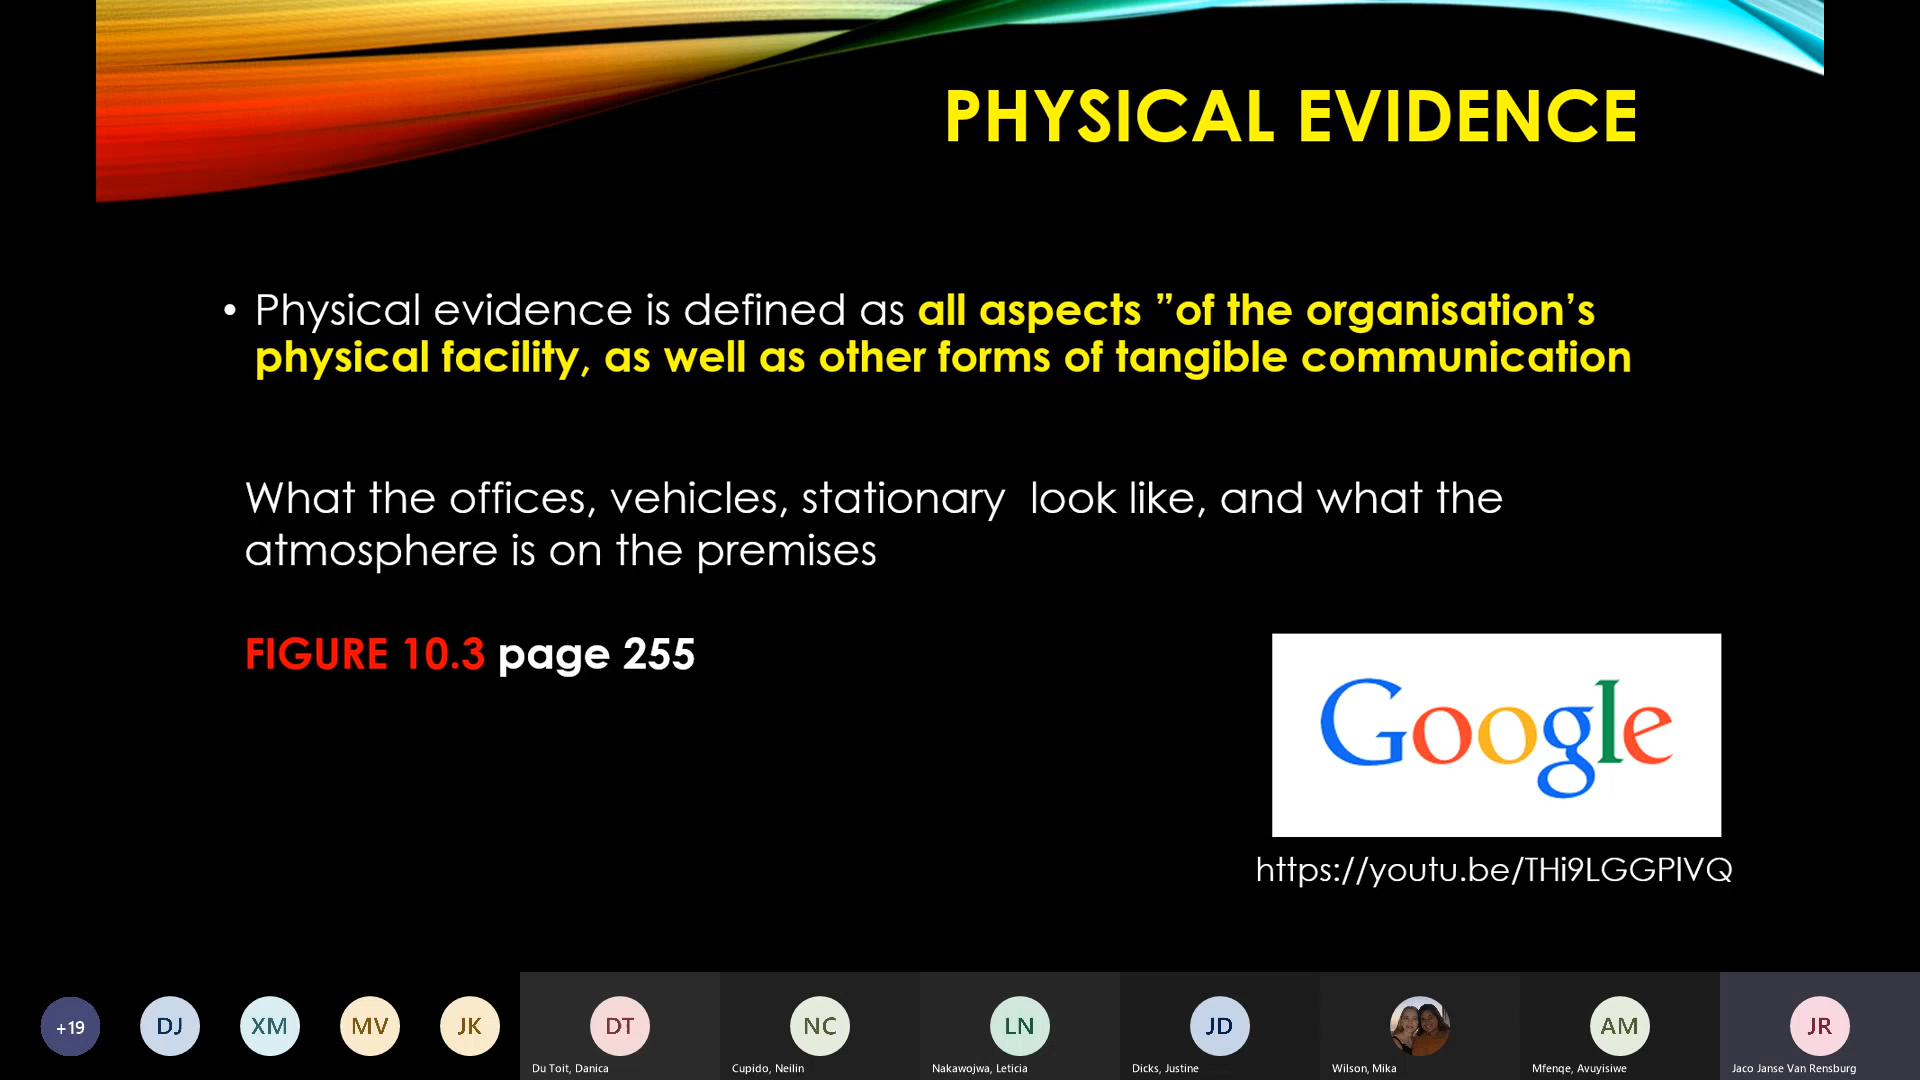 PHYSICAL EVIDENCE
• Physical evidence is defined as all aspects ”of the organisation’s
physical facility, as well as other forms of tangible communication
What the offices, vehicles, stationary look like, and what the
atmosphere is on the premises
FIGURE 10.3 page 255
Google
https://youtu.be/THi9LGGPlVQ
+19
DJ
XM
MV
JK
DT
NC
LN
JD
AM
JR
Du Toit, Danica
Cupido, Neilin
Nakawojwa, Leticia
Dicks, Justine
Wilson, Mika
Mfenqe, Avuyisiwe
Jaco Janse Van Rensburg